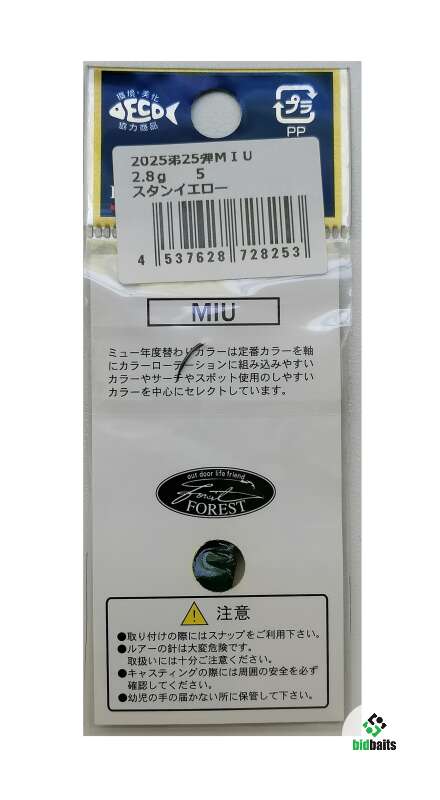 環境・美化
DECO
協力商品
プラ
PP
2025弟25弾MIU
2.8g 5
スタンイエロー
4 537628 728253
MIU
ミュー年度替わりカラーは定番カラーを軸
にカラーローテーションに組み込みやすい
カラーやサーチやスポット使用のしやすい
カラーを中心にセレクトしています。
out door life friend
Forest
FOREST
注意
●取り付けの際にはスナップをご利用下さい。
●ルアーの針は大変危険です。
取扱いには十分ご注意ください。
●キャスティングの際には周囲の安全を必ず
確認してください。
●幼児の手の届かない所に保管して下さい。
bidbaits